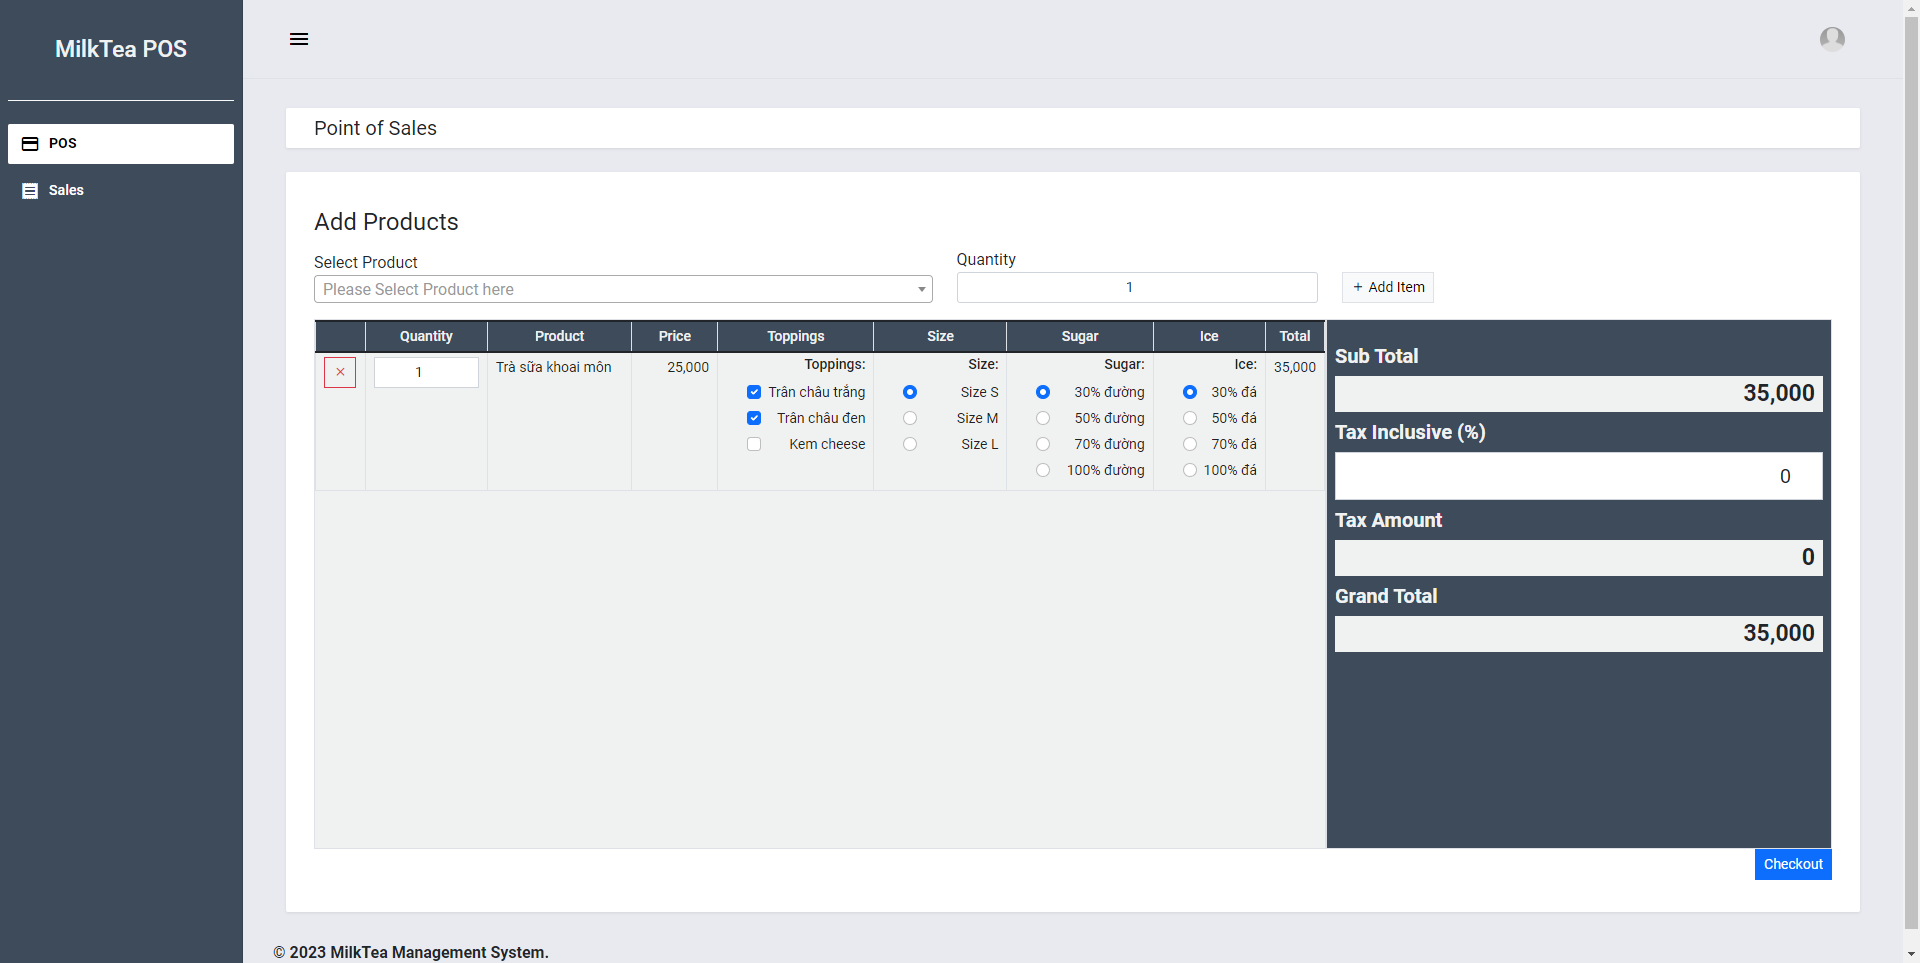 MilkTea POS
POS
Sales
Point of Sales
Add Products
Select Product
Please Select Product here
Quantity
1
+ Add Item
Quantity Product Price Toppings Size Sugar Ice Total
× 1 Trà sữa khoai môn 25,000 Toppings: Size: Sugar: Ice: 35,000
Trân châu trắng Size S 30% đường 30% đá
Trân châu đen Size M 50% đường 50% đá
Kem cheese Size L 70% đường 70% đá
100% đường 100% đá
Sub Total
35,000
Tax Inclusive (%)
0
Tax Amount
0
Grand Total
35,000
Checkout
© 2023 MilkTea Management System.